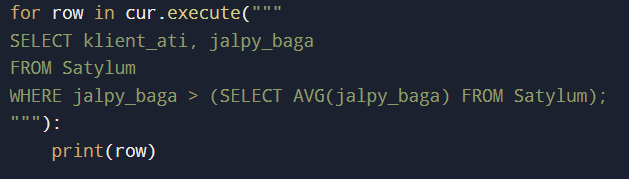 for row in cur.execute("""
SELECT klient_ati, jalpy_baga
FROM Satylum
WHERE jalpy_baga > (SELECT AVG(jalpy_baga) FROM Satylum);
"""):
    print(row)